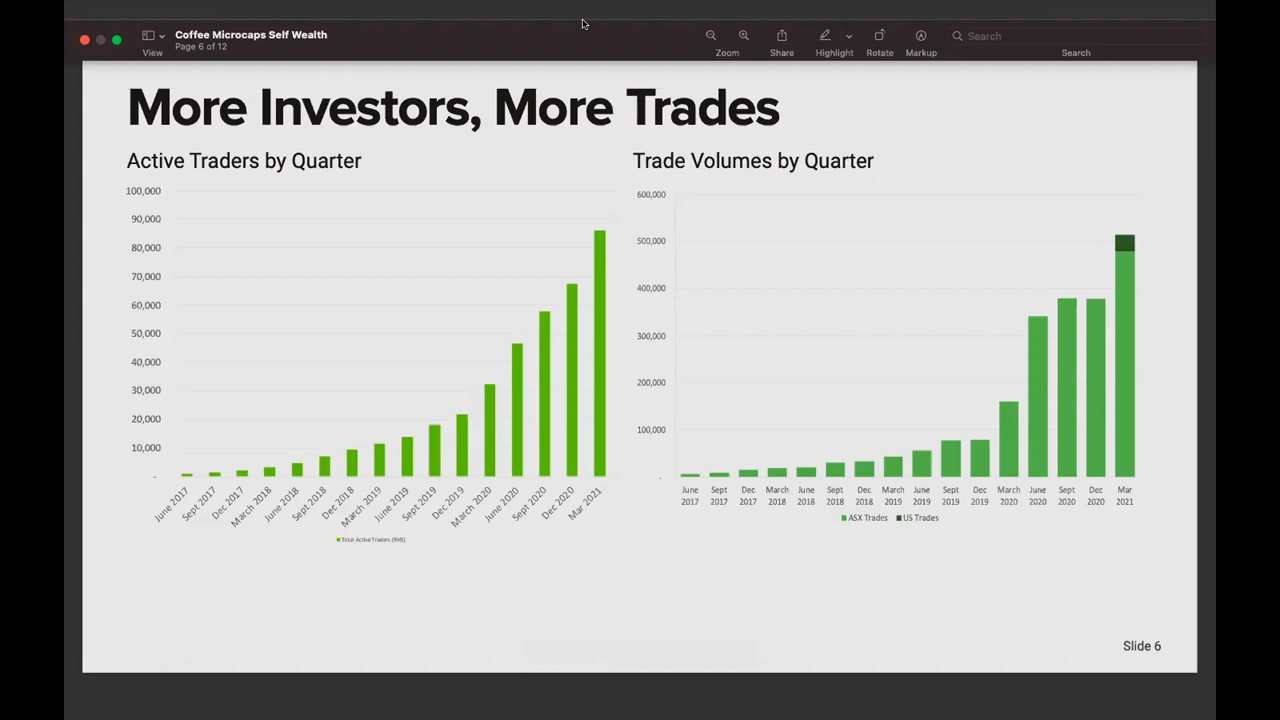 Coffee Microcaps Self Wealth
Page 6 of 12
View
Zoom
Share
Highlight
Rotate
Markup
Search
Search
More Investors, More Trades
Active Traders by Quarter
100,000
90,000
80,000
70,000
60,000
50,000
40,000
30,000
20,000
10,000
-
June 2017
Sept 2017
Dec 2017
March 2018
June 2018
Sept 2018
Dec 2018
March 2019
June 2019
Sept 2019
Dec 2019
March 2020
June 2020
Sept 2020
Dec 2020
Mar 2021
Total Active Traders (RHS)
Trade Volumes by Quarter
600,000
500,000
400,000
300,000
200,000
100,000
-
June 2017
Sept 2017
Dec 2017
March 2018
June 2018
Sept 2018
Dec 2018
March 2019
June 2019
Sept 2019
Dec 2019
March 2020
June 2020
Sept 2020
Dec 2020
Mar 2021
ASX Trades
US Trades
Slide 6